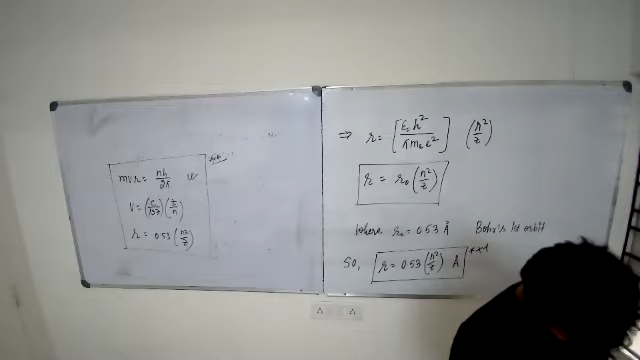 mvr = nh/2π
V = (c/137)(z/n)
r = 0.53 (n²/z)
⇒ r = [ε₀h²/πmₑe²] (n²/z)
r = r₀ (n²/z)
where r₀ = 0.53 Å Bohr's 1st orbit
So, r = 0.53 (n²/z) Å